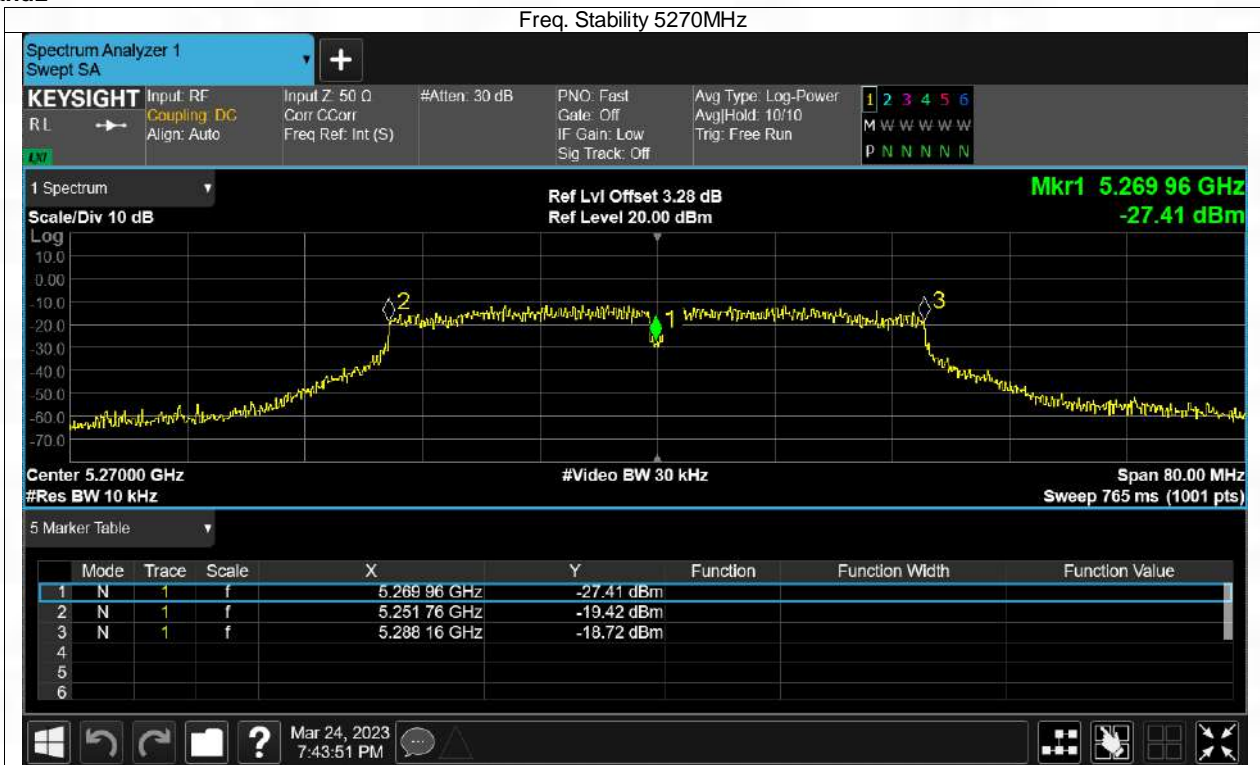 Freq. Stability 5270MHz
Spectrum Analyzer 1
Swept SA
+
KEYSIGHT
RL
LXI
Input: RF
Coupling: DC
Align: Auto
Input Z: 50 Ω
Corr CCorr
Freq Ref: Int (S)
#Atten: 30 dB
PNO: Fast
Gate: Off
IF Gain: Low
Sig Track: Off
Avg Type: Log-Power
Avg|Hold: 10/10
Trig: Free Run
1 2 3 4 5 6
M W W W W W
P N N N N N
1 Spectrum
Scale/Div 10 dB
Ref Lvl Offset 3.28 dB
Ref Level 20.00 dBm
Mkr1 5.269 96 GHz
-27.41 dBm
Log
10.0
0.00
-10.0
-20.0
-30.0
-40.0
-50.0
-60.0
-70.0
2
1
3
Center 5.27000 GHz
#Video BW 30 kHz
Span 80.00 MHz
#Res BW 10 kHz
Sweep 765 ms (1001 pts)
5 Marker Table
Mode Trace Scale X Y Function Function Width Function Value
1 N 1 f 5.269 96 GHz -27.41 dBm
2 N 1 f 5.251 76 GHz -19.42 dBm
3 N 1 f 5.288 16 GHz -18.72 dBm
4
5
6
?
Mar 24, 2023
7:43:51 PM